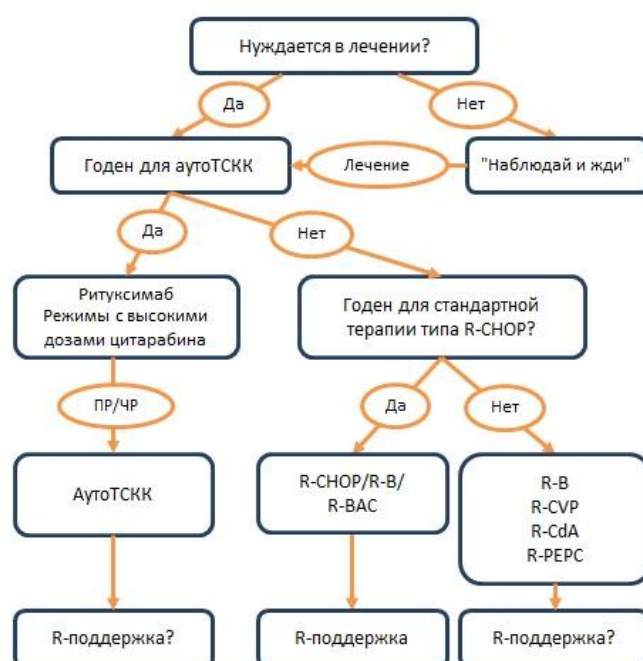 Нуждается в лечении?
Да
Нет
Годен для аутоТСКК
Лечение
"Наблюдай и жди"
Да
Нет
Ритуксимаб
Режимы с высокими
дозами цитарабина
Годен для стандартной
терапии типа R-CHOP?
ПР/ЧР
Да
Нет
АутоТСКК
R-CHOP/R-B/
R-BAC
R-B
R-CVP
R-CdA
R-PEPC
R-поддержка?
R-поддержка
R-поддержка?